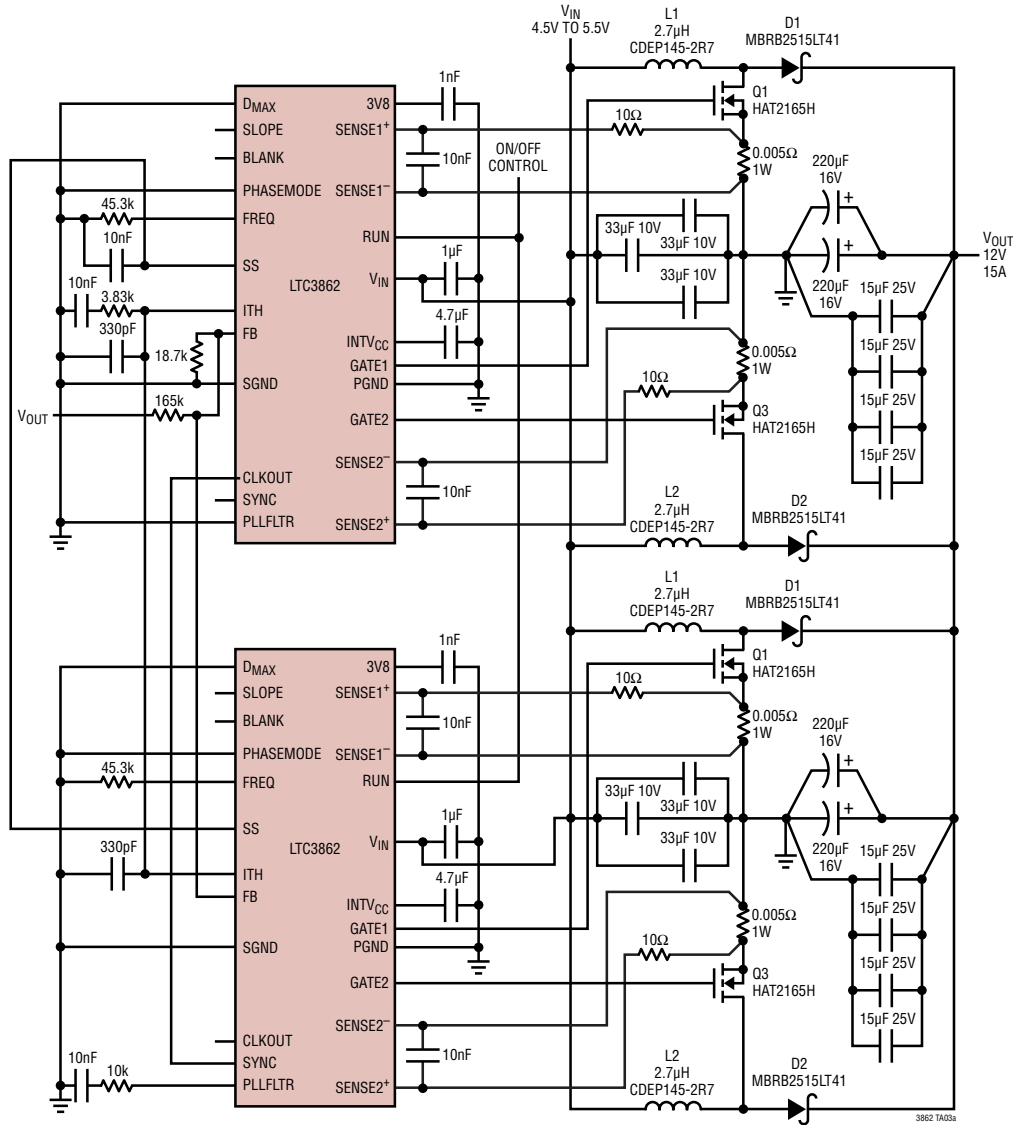 VIN
4.5V TO 5.5V
L1
2.7µH
CDEP145-2R7
D1
MBRB2515LT41
1nF
DMAX
3V8
Q1
HAT2165H
SLOPE
SENSE1+
10Ω
BLANK
10nF
ON/OFF
CONTROL
0.005Ω
1W
PHASEMODE
SENSE1–
220µF
16V
+
45.3k
FREQ
10nF
RUN
33µF 10V
33µF 10V
33µF 10V
SS
VIN
1µF
+
220µF
16V
VOUT
12V
15A
10nF
3.83k
LTC3862
ITH
330pF
FB
18.7k
INTVCC
4.7µF
GATE1
SGND
PGND
10Ω
0.005Ω
1W
15µF 25V
15µF 25V
15µF 25V
15µF 25V
VOUT
165k
GATE2
Q3
HAT2165H
SENSE2–
CLKOUT
10nF
SYNC
PLLFLTR
SENSE2+
L2
2.7µH
CDEP145-2R7
D2
MBRB2515LT41
L1
2.7µH
CDEP145-2R7
D1
MBRB2515LT41
1nF
DMAX
3V8
Q1
HAT2165H
SLOPE
SENSE1+
10Ω
BLANK
10nF
0.005Ω
1W
PHASEMODE
SENSE1–
220µF
16V
+
45.3k
FREQ
RUN
33µF 10V
33µF 10V
33µF 10V
SS
VIN
1µF
+
220µF
16V
330pF
LTC3862
ITH
FB
INTVCC
4.7µF
GATE1
SGND
PGND
10Ω
0.005Ω
1W
15µF 25V
15µF 25V
15µF 25V
15µF 25V
GATE2
Q3
HAT2165H
SENSE2–
CLKOUT
10nF
SYNC
10nF
10k
PLLFLTR
SENSE2+
L2
2.7µH
CDEP145-2R7
D2
MBRB2515LT41
3862 TA03a